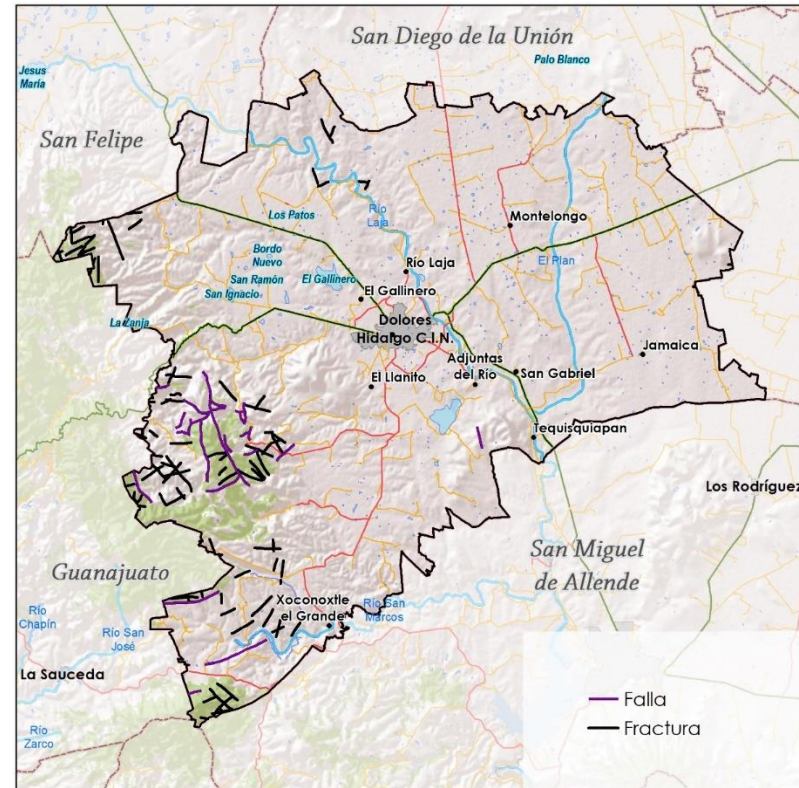 San Diego de la Unión
Palo Blanco
Jesus
María
San Felipe
Los Patos
Río
Laja
Montelongo
Bordo
Nuevo
El Plan
Río Laja
San Ramón
El Gallinero
San Ignacio
El Gallinero
La Zanja
Dolores
Hidalgo C.I.N.
Jamaica
Adjuntas
del Río
San Gabriel
El Llanito
Tequisquiapan
Los Rodríguez
San Miguel
de Allende
Guanajuato
Xoconoxtle
el Grande
Río San
Marcos
Río
Chapín
Río San
José
La Sauceda
Río
Zarco
Falla
Fractura